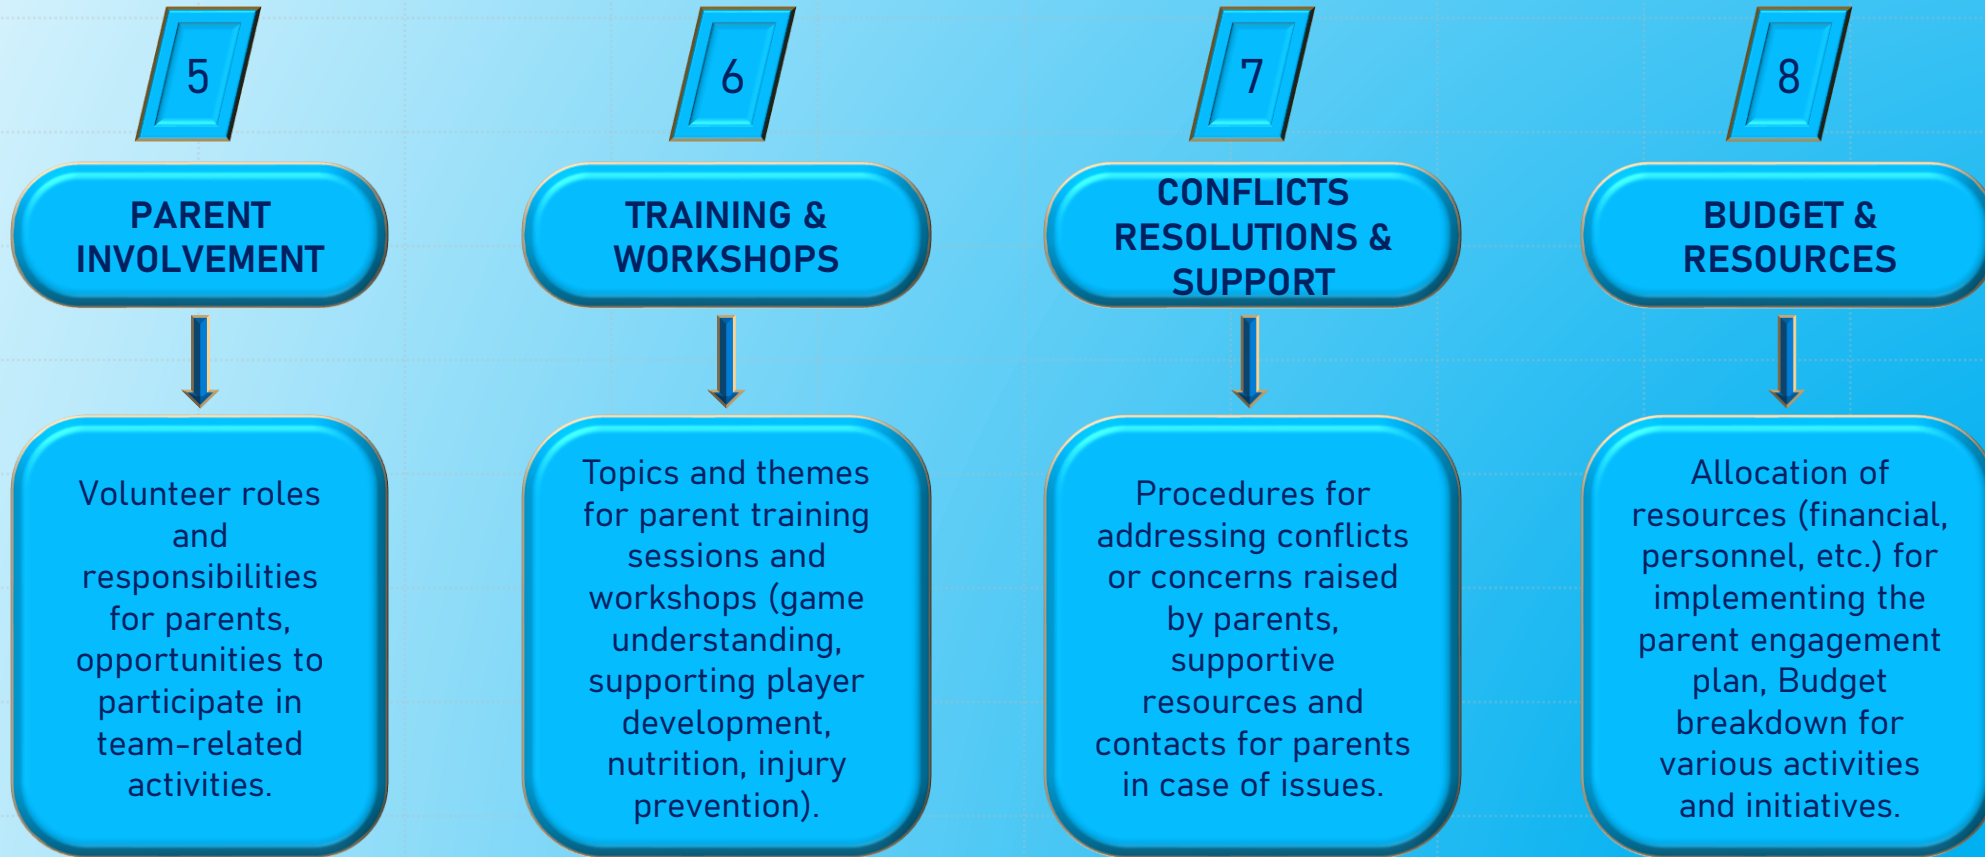 5
PARENT
INVOLVEMENT
Volunteer roles
and
responsibilities
for parents,
opportunities to
participate in
team-related
activities.
6
TRAINING &
WORKSHOPS
Topics and themes
for parent training
sessions and
workshops (game
understanding,
supporting player
development,
nutrition, injury
prevention).
7
CONFLICTS
RESOLUTIONS &
SUPPORT
Procedures for
addressing conflicts
or concerns raised
by parents,
supportive
resources and
contacts for parents
in case of issues.
8
BUDGET &
RESOURCES
Allocation of
resources (financial,
personnel, etc.) for
implementing the
parent engagement
plan, Budget
breakdown for
various activities
and initiatives.